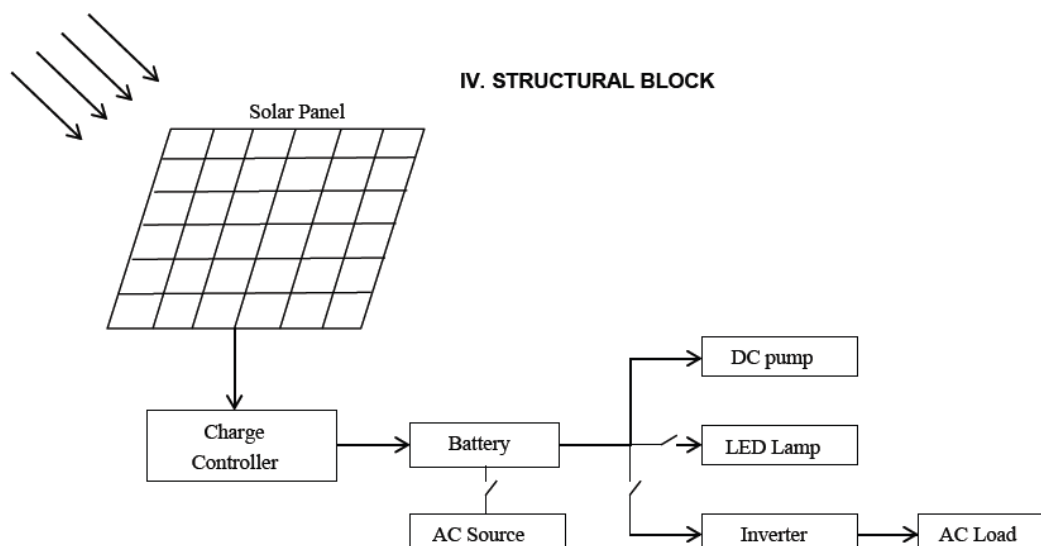 IV. STRUCTURAL BLOCK
Solar Panel
DC pump
Charge
Controller
Battery
LED Lamp
AC Source
Inverter
AC Load